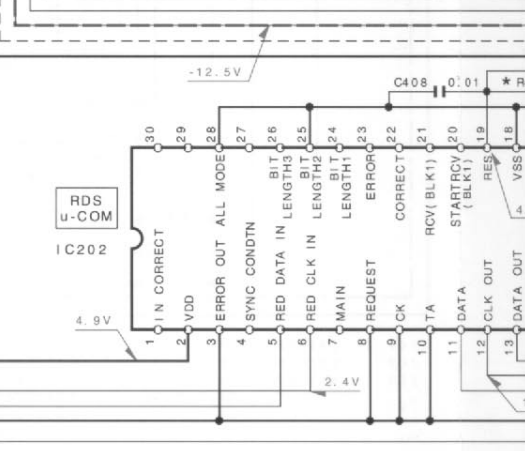 -12.5V
C408 0.01 * R
30 29 28 27 26 25 24 23 22 21 20 19 18
ALL MODE
BIT LENGTH3
BIT LENGTH2
BIT LENGTH1
ERROR
CORRECT
RCV(BLK1)
STARTRCV (BLK1)
RES
VSS
RDS
u-COM
IC202
4
IN CORRECT
VDD
ERROR OUT
SYNC CONDTN
RED DATA IN
RED CLK IN
MAIN
REQUEST
CK
TA
DATA
CLK OUT
DATA OUT
4.9V
1 2 3 4 5 6 7 8 9 10 11 12 13
2.4V